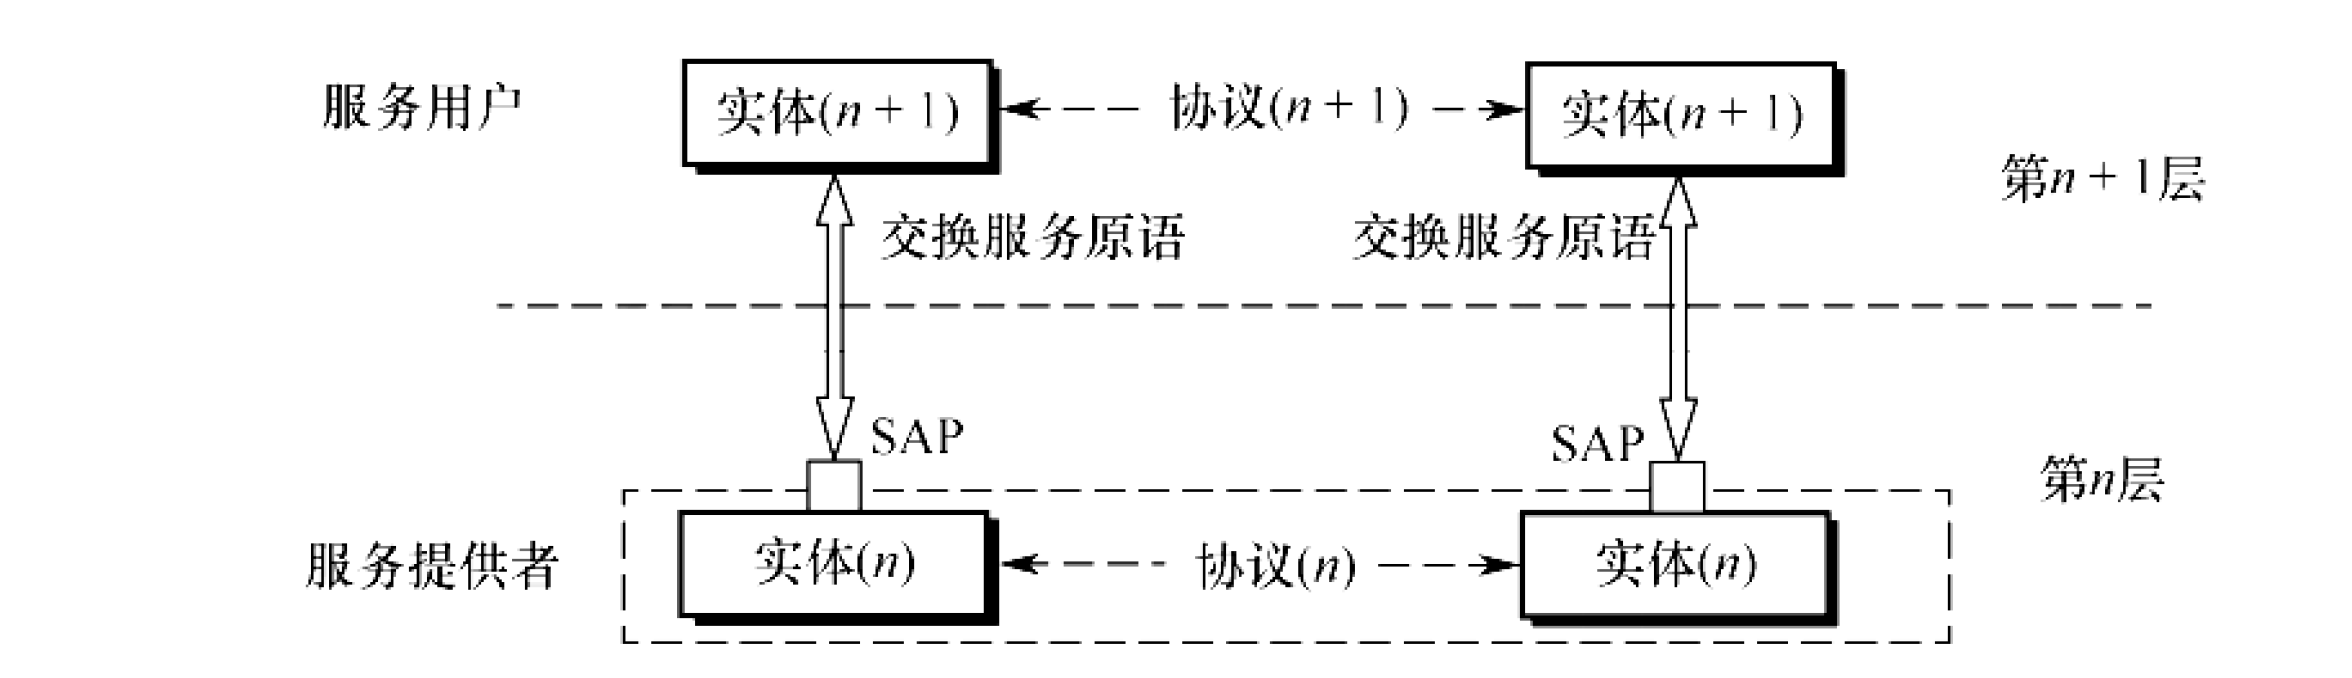 服务用户 实体(n + 1) 协议(n + 1) 实体(n + 1)
第n + 1层
交换服务原语 交换服务原语
SAP SAP
第n层
服务提供者 实体(n) 协议(n) 实体(n)